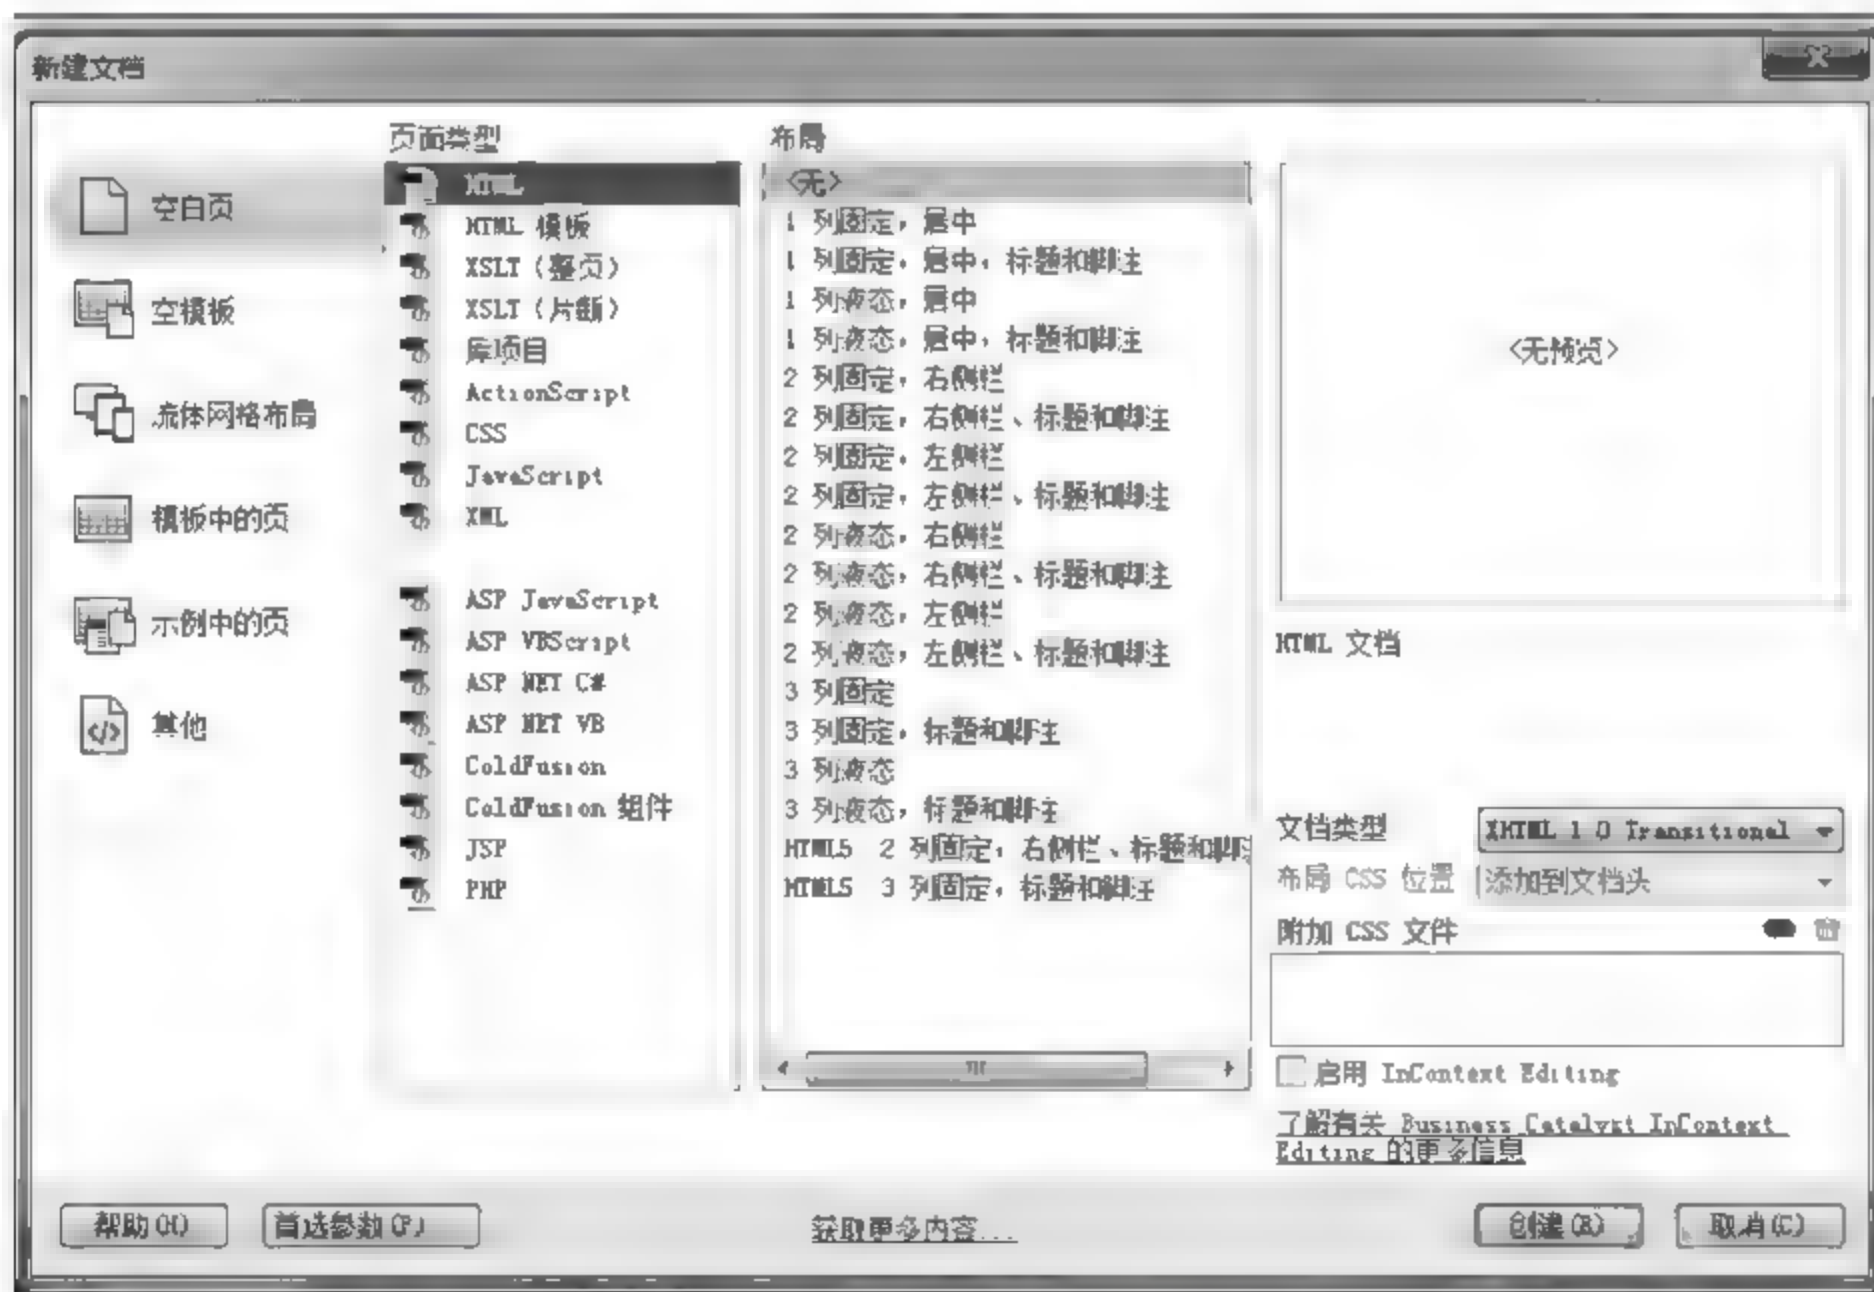 新建文档
空白页
空模板
流体网格布局
模板中的页
示例中的页
其他
页面类型
HTML
HTML 模板
XSLT（整页）
XSLT（片断）
库项目
ActionScript
CSS
JavaScript
XML
ASP JavaScript
ASP VBScript
ASP NET C#
ASP NET VB
ColdFusion
ColdFusion 组件
JSP
PHP
布局
<无>
1 列固定，居中
1 列固定，居中，标题和脚注
1 列液态，居中
1 列液态，居中，标题和脚注
2 列固定，右侧栏
2 列固定，右侧栏、标题和脚注
2 列固定，左侧栏
2 列固定，左侧栏、标题和脚注
2 列液态，右侧栏
2 列液态，右侧栏、标题和脚注
2 列液态，左侧栏
2 列液态，左侧栏、标题和脚注
3 列固定
3 列固定，标题和脚注
3 列液态
3 列液态，标题和脚注
HTML5 2 列固定，右侧栏、标题和脚
HTML5 3 列固定，标题和脚注
<无预览>
HTML 文档
文档类型 XHTML 1 0 Transitional
布局 CSS 位置 添加到文档头
附加 CSS 文件
启用 InContext Editing
了解有关 Business Catalyst InContext
Editing 的更多信息
帮助(H) 首选参数(P) 获取更多内容... 创建(R) 取消(C)